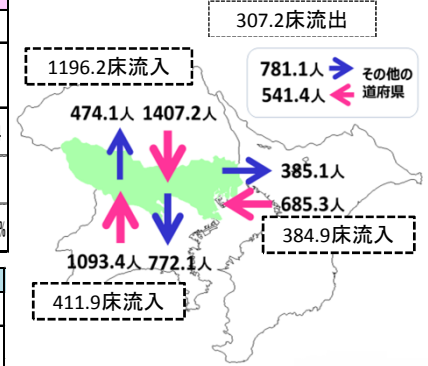 307.2床流出
1196.2床流入
781.1人
その他の
541.4人
道府県
474.1人 1407.2人
385.1人
685.3人
384.9床流入
1093.4人 772.1人
411.9床流入
%